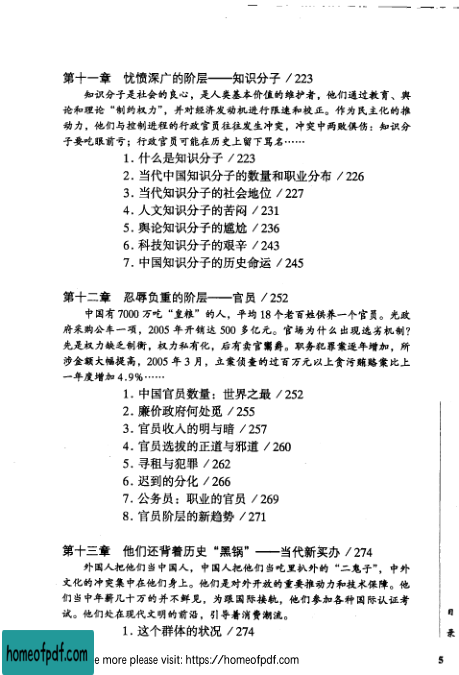 第十一章 忧愤深广的阶层——知识分子 / 223
知识分子是社会的良心，是人类基本价值的维护者，他们通过教育、舆
论和理论“制约权力”，并对经济发动机进行限速和校正。作为民主化的推
动力，他们与控制进程的行政官员往往发生冲突，冲突中两败俱伤：知识分
子要吃眼前亏；行政官员可能在历史上留下骂名……
1. 什么是知识分子 / 223
2. 当代中国知识分子的数量和职业分布 / 226
3. 当代知识分子的社会地位 / 227
4. 人文知识分子的苦闷 / 231
5. 舆论知识分子的尴尬 / 236
6. 科技知识分子的艰辛 / 243
7. 中国知识分子的历史命运 / 245
第十二章 忍辱负重的阶层——官员 / 252
中国有 7000 万吃“皇粮”的人，平均 18 个老百姓供养一个官员。光政
府采购公车一项，2005 年开销达 500 多亿元。官场为什么出现逃劣机制？
先是权力缺乏制衡，权力私有化，后有卖官鬻爵。职务犯罪案逐年增加，所
涉金额大幅提高，2005 年 3 月，立案侦查的过百万元以上贪污贿赂案比上
一年度增加 4.9%……
1. 中国官员数量：世界之最 / 252
2. 廉价政府何处觅 / 255
3. 官员收入的明与暗 / 257
4. 官员选拔的正道与邪道 / 260
5. 寻租与犯罪 / 262
6. 迟到的分化 / 266
7. 公务员：职业的官员 / 269
8. 官员阶层的新趋势 / 271
第十三章 他们还背着历史“黑锅”——当代新买办 / 274
外国人把他们当中国人，中国人把他们当吃里扒外的“二鬼子”，中外
文化的冲突集中在他们身上。他们是对外开放的重要推动力和技术保障。他
们当中年薪几十万的并不鲜见，为跟国际接轨，他们参加各种国际认证考
试。他们处在现代文明的前沿，引导着消费潮流。
1. 这个群体的状况 / 274
目
录
5
homeofpdf.com
e more please visit: https://homeofpdf.com